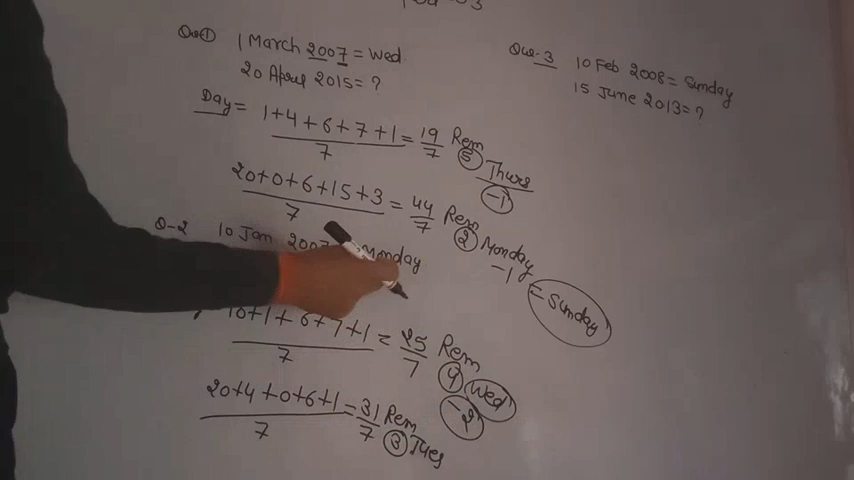 Que① 1 March 2007 = Wed
20 April 2015 = ?
Day = 1+4+6+7+1/7 = 19/7 Rem ⑤ Thurs -1
20+0+6+15+3/7 = 44/7 Rem ② Monday -1 = Sunday
Q-2 10 Jan 2007 Monday
10+1+6+7+1/7 = 25/7 Rem ④ Wed -2
20+4+0+6+1/7 = 31/7 Rem ③ Tues
Que-3 10 Feb 2008 = Sunday
15 June 2013 = ?